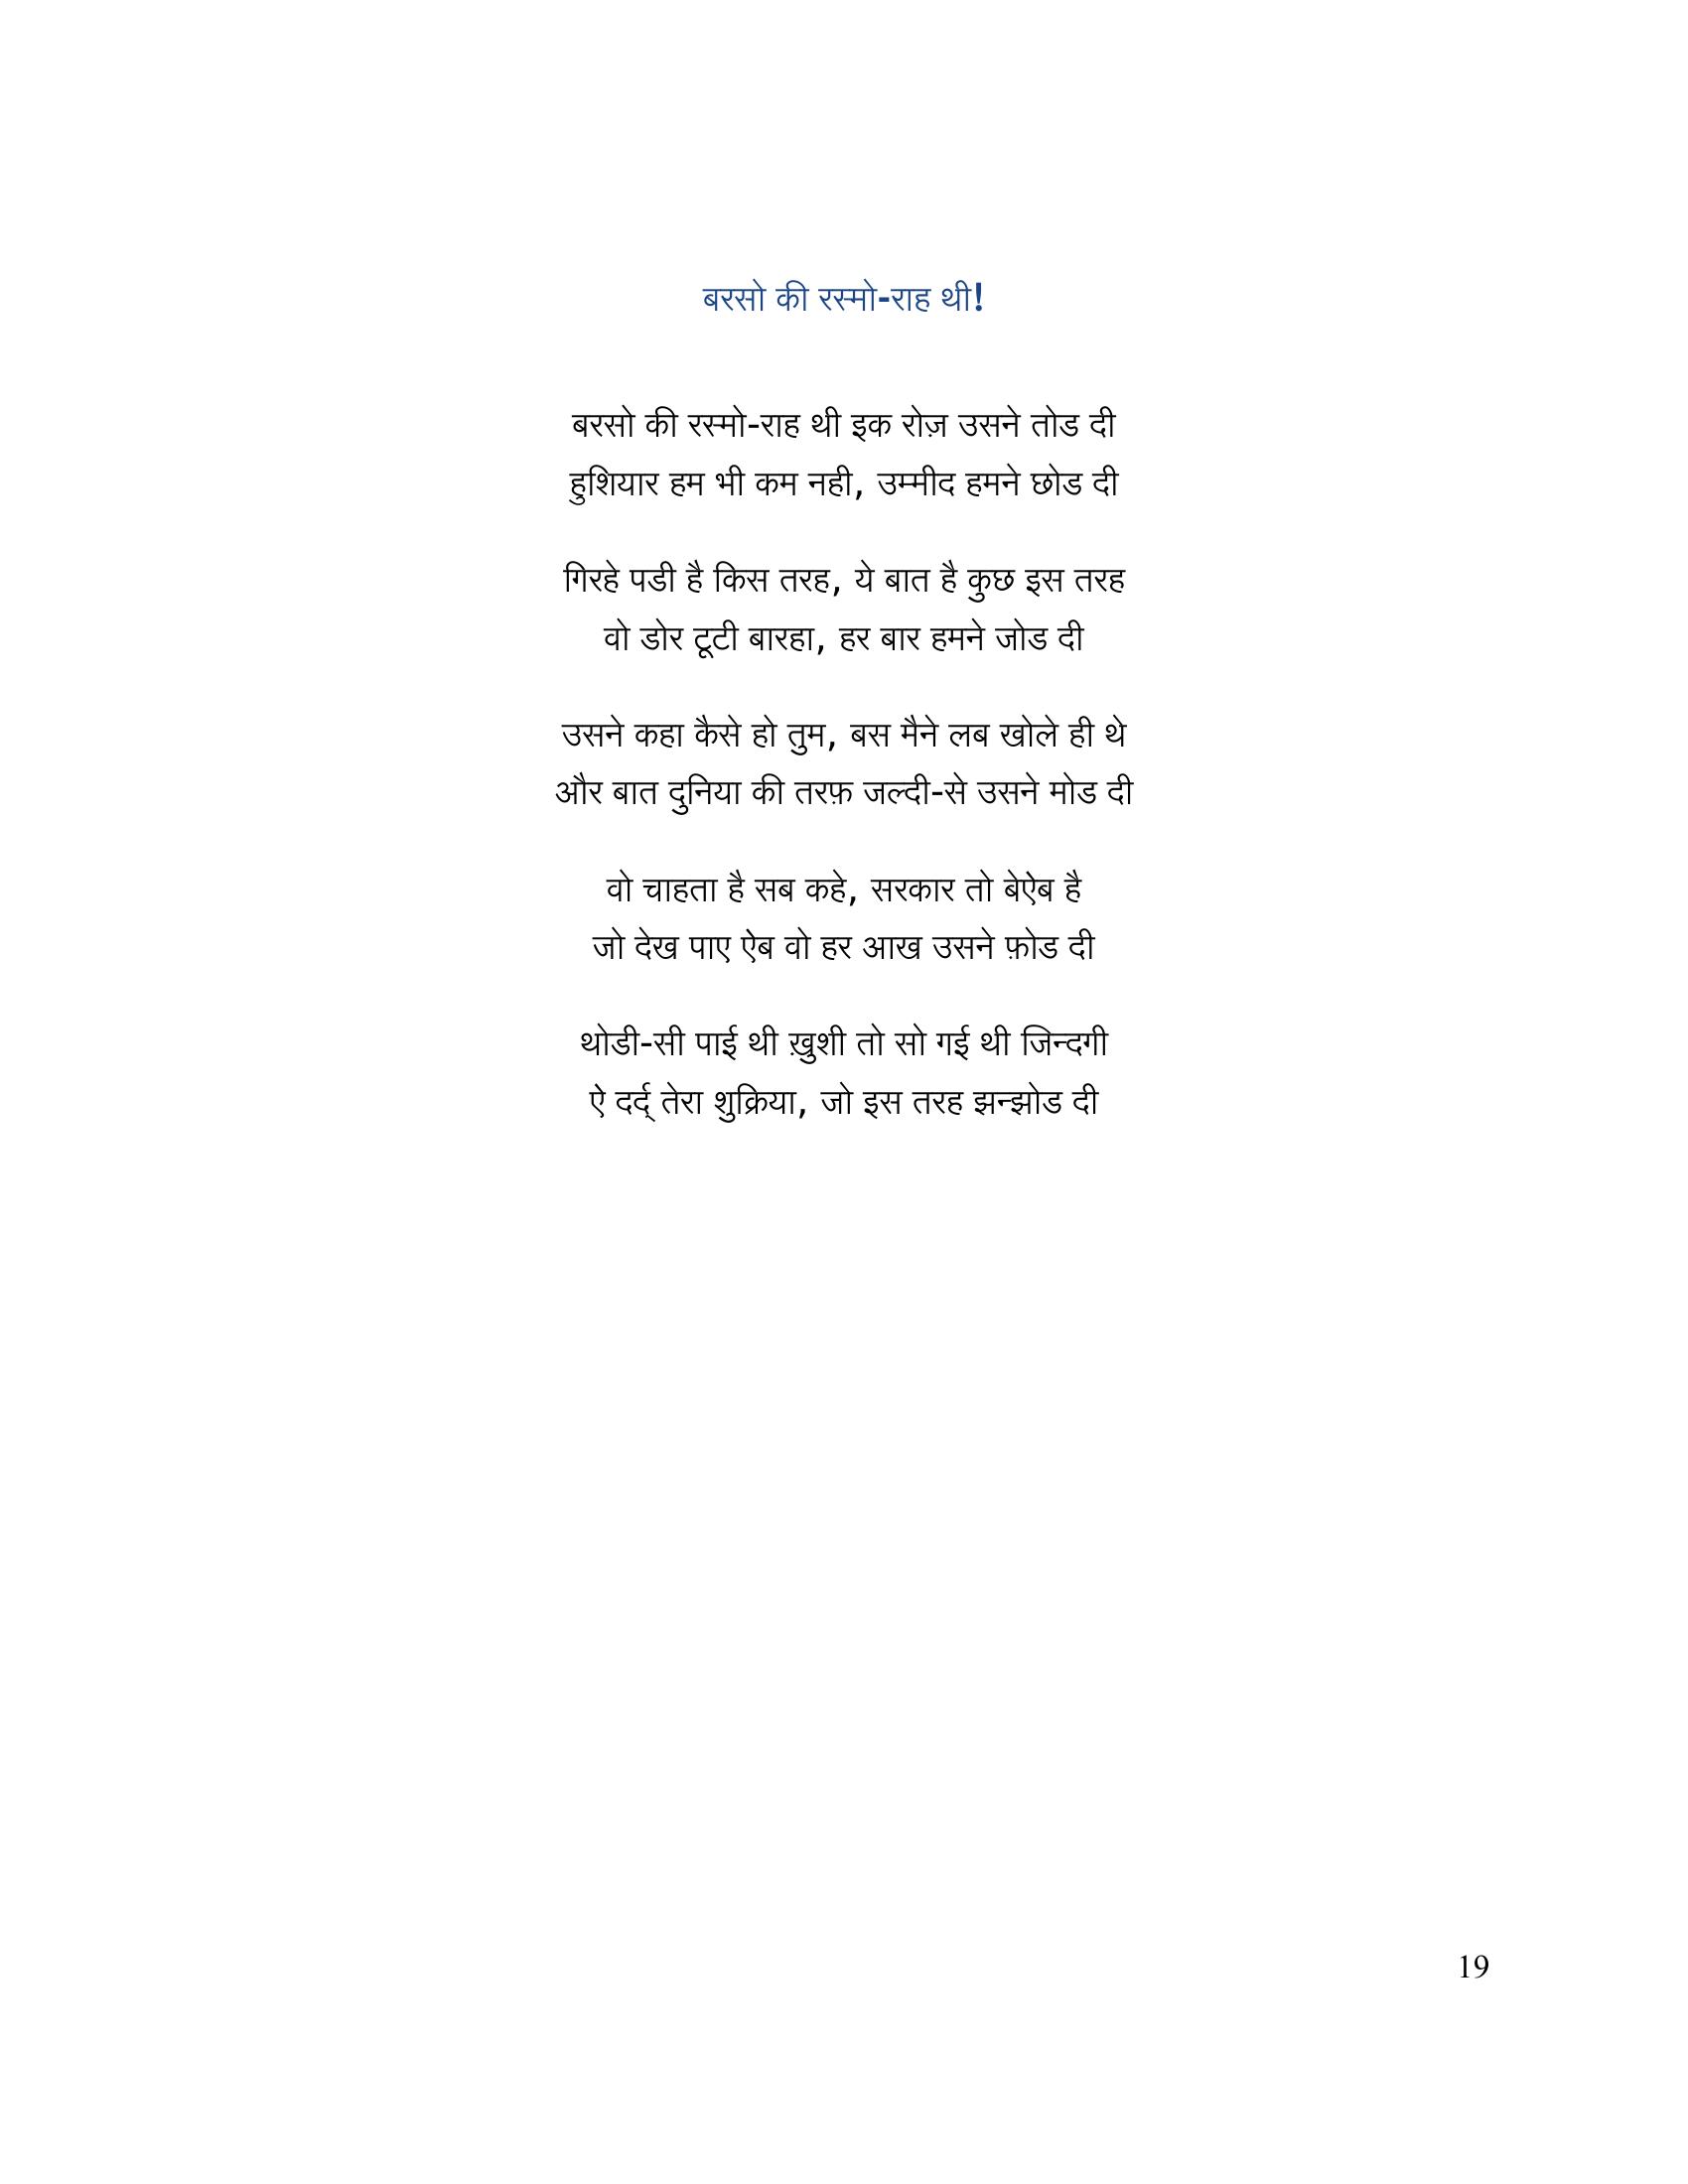 बरसो की रस्मो-राह थी!
बरसो की रस्मो-राह थी इक रोज़ उसने तोड दी
हुशियार हम भी कम नही, उम्मीद हमने छोड दी
गिरहे पडी है किस तरह, ये बात है कुछ इस तरह
वो डोर टूटी बारहा, हर बार हमने जोड दी
उसने कहा कैसे हो तुम, बस मैने लब खोले ही थे
और बात दुनिया की तरफ़ जल्दी-से उसने मोड दी
वो चाहता है सब कहे, सरकार तो बेऐब है
जो देख पाए ऐब वो हर आख उसने फ़ोड दी
थोडी-सी पाई थी ख़ुशी तो सो गई थी जिन्दगी
ऐ दर्द् तेरा शुक्रिया, जो इस तरह झन्झोड दी
19